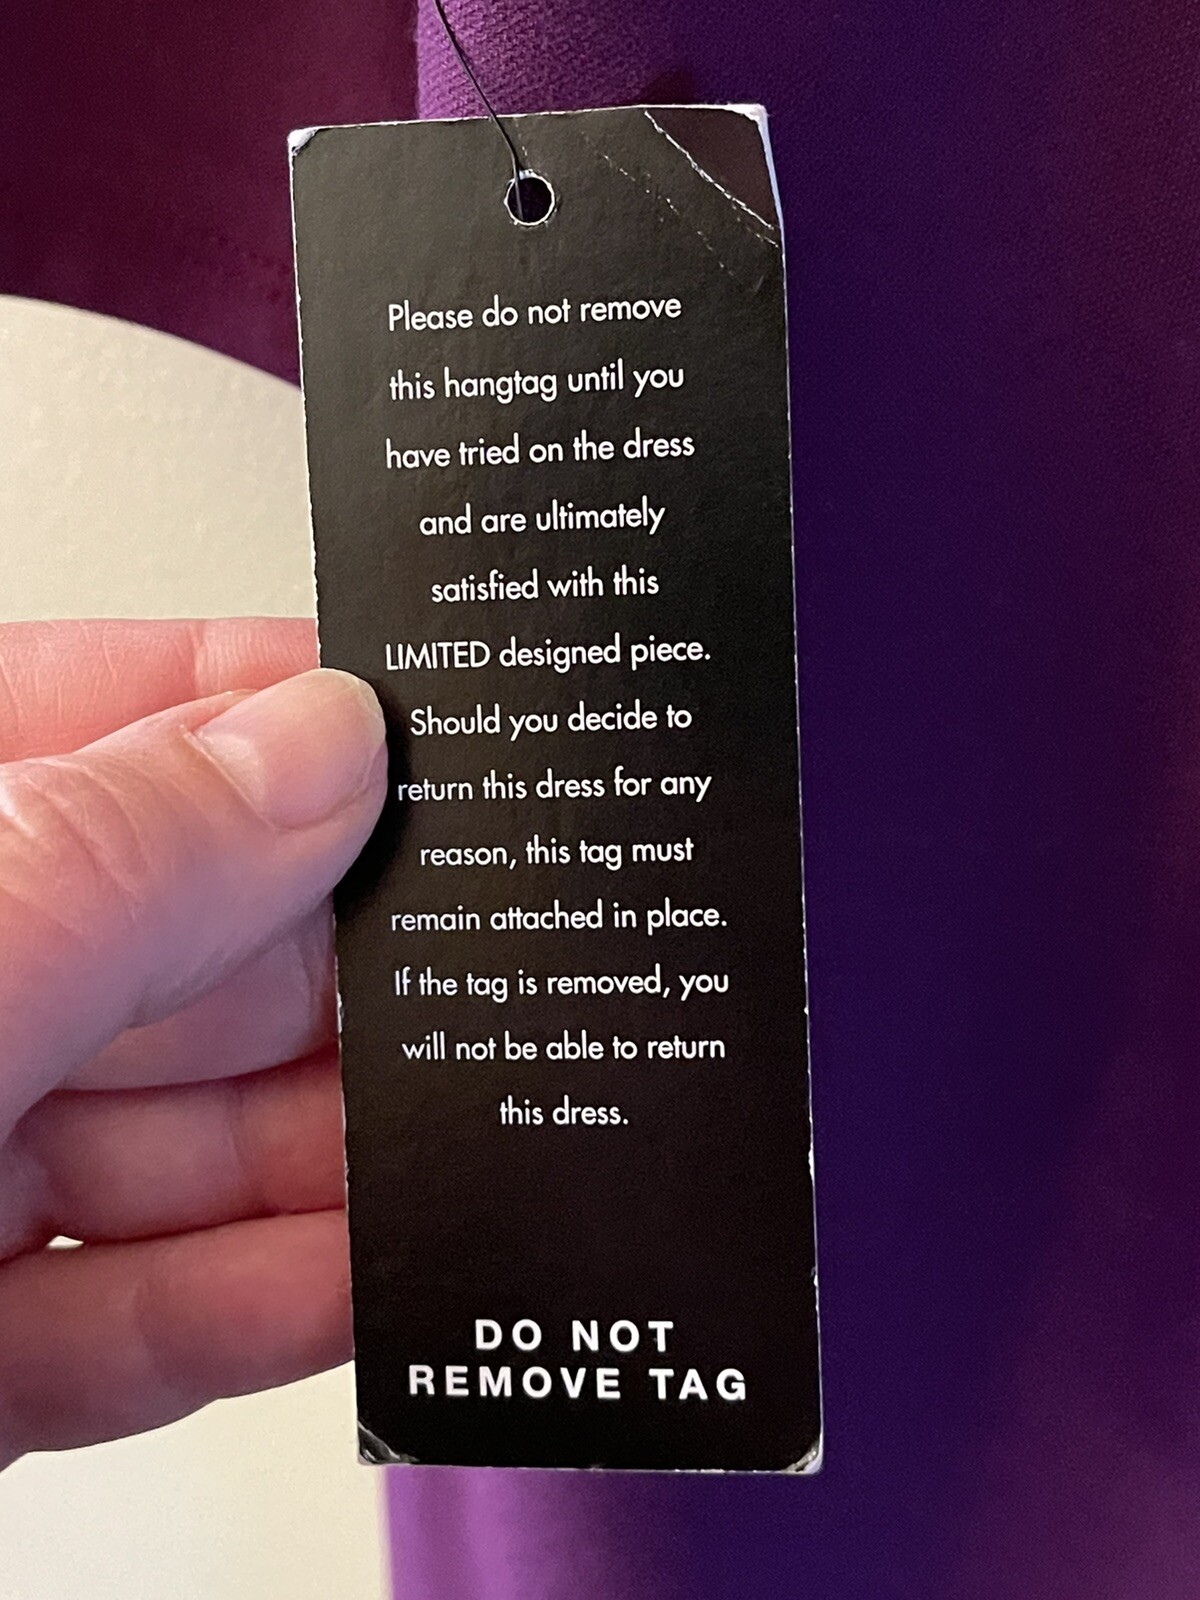 Please do not remove
this hangtag until you
have tried on the dress
and are ultimately
satisfied with this
LIMITED designed piece.
Should you decide to
return this dress for any
reason, this tag must
remain attached in place.
If the tag is removed, you
will not be able to return
this dress.
DO NOT
REMOVE TAG